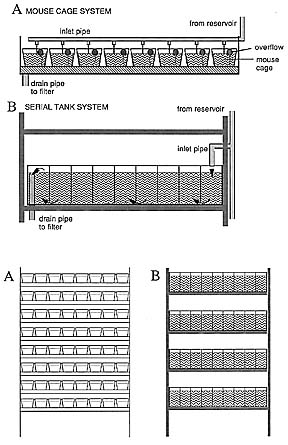 A MOUSE CAGE SYSTEM
from reservoir
inlet pipe
overflow
mouse
cage
drain pipe
to filter
B SERIAL TANK SYSTEM
from reservoir
inlet pipe
drain pipe
to filter
A
B